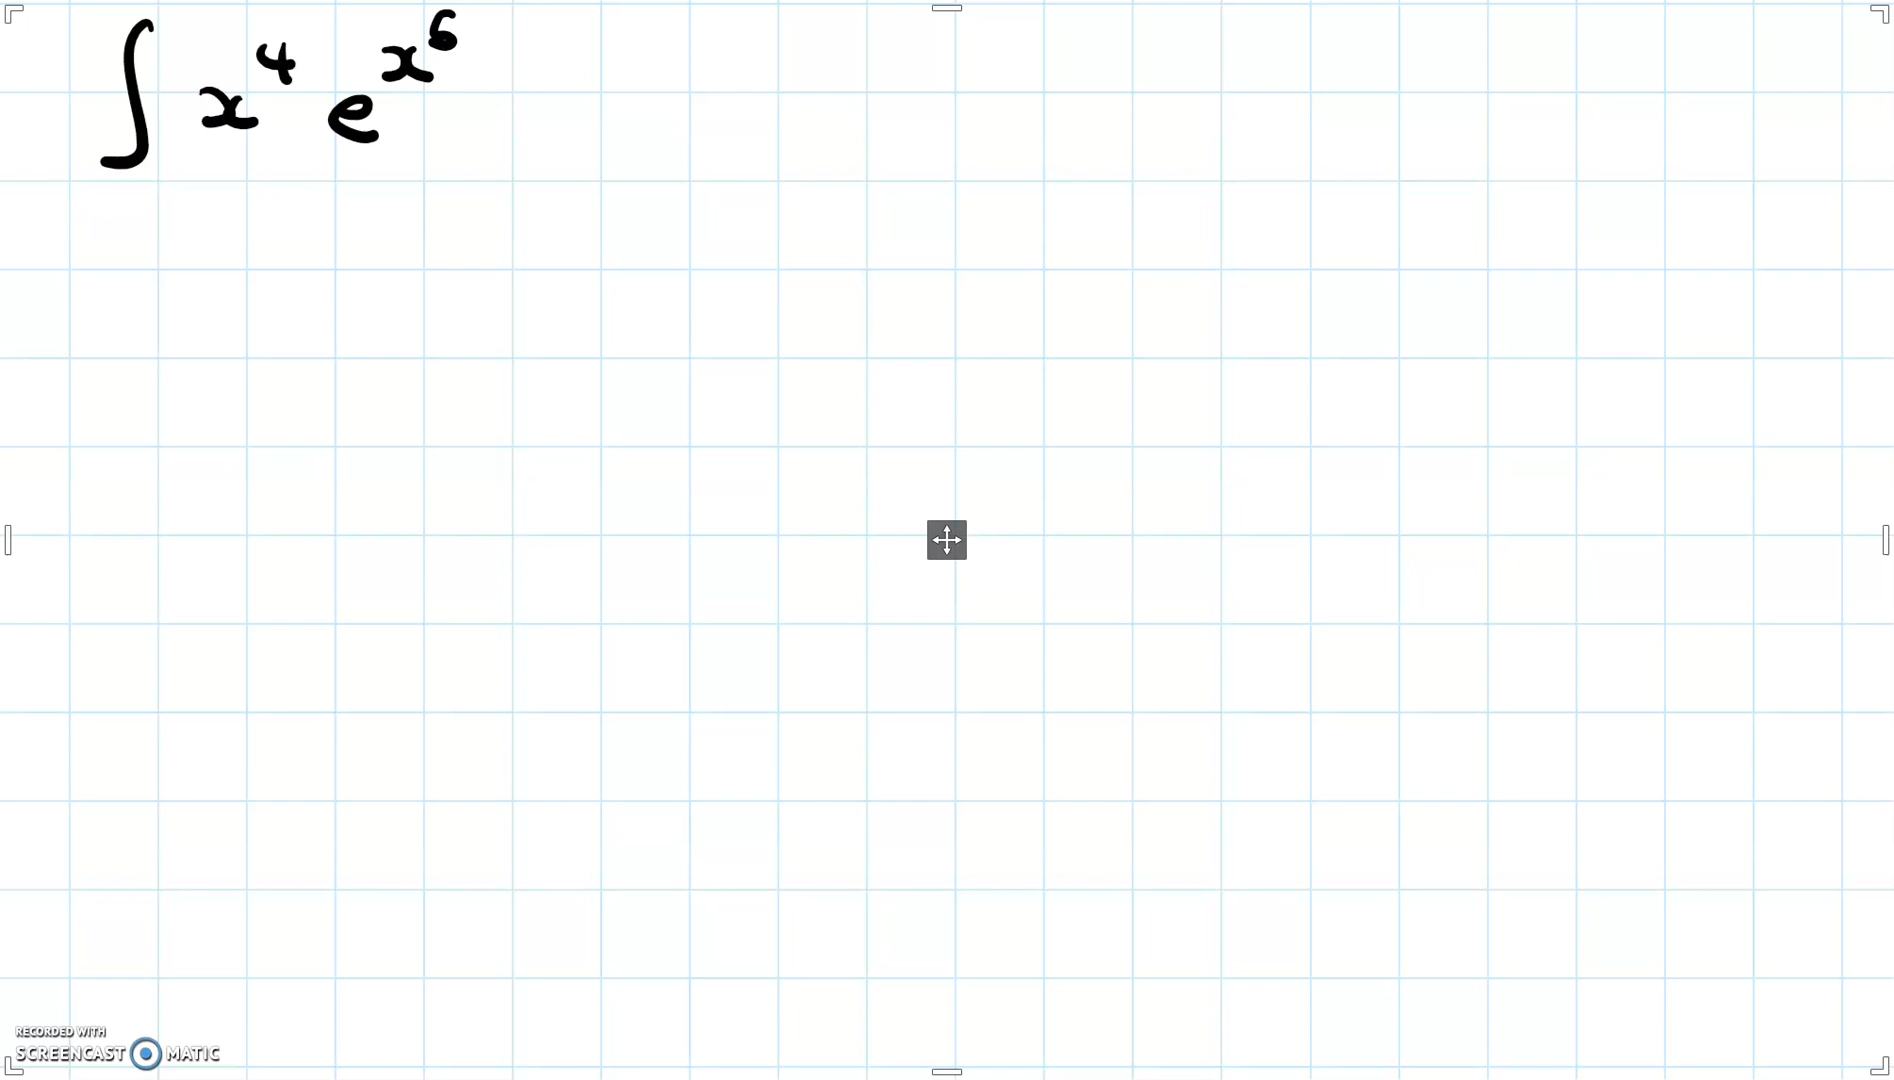 ∫ x⁴ e^{x⁶}
RECORDED WITH
SCREENCAST MATIC